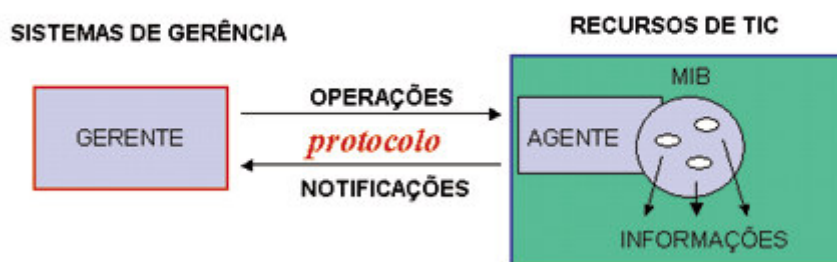 SISTEMAS DE GERÊNCIA
RECURSOS DE TIC
GERENTE
OPERAÇÕES
protocolo
NOTIFICAÇÕES
AGENTE
MIB
INFORMAÇÕES